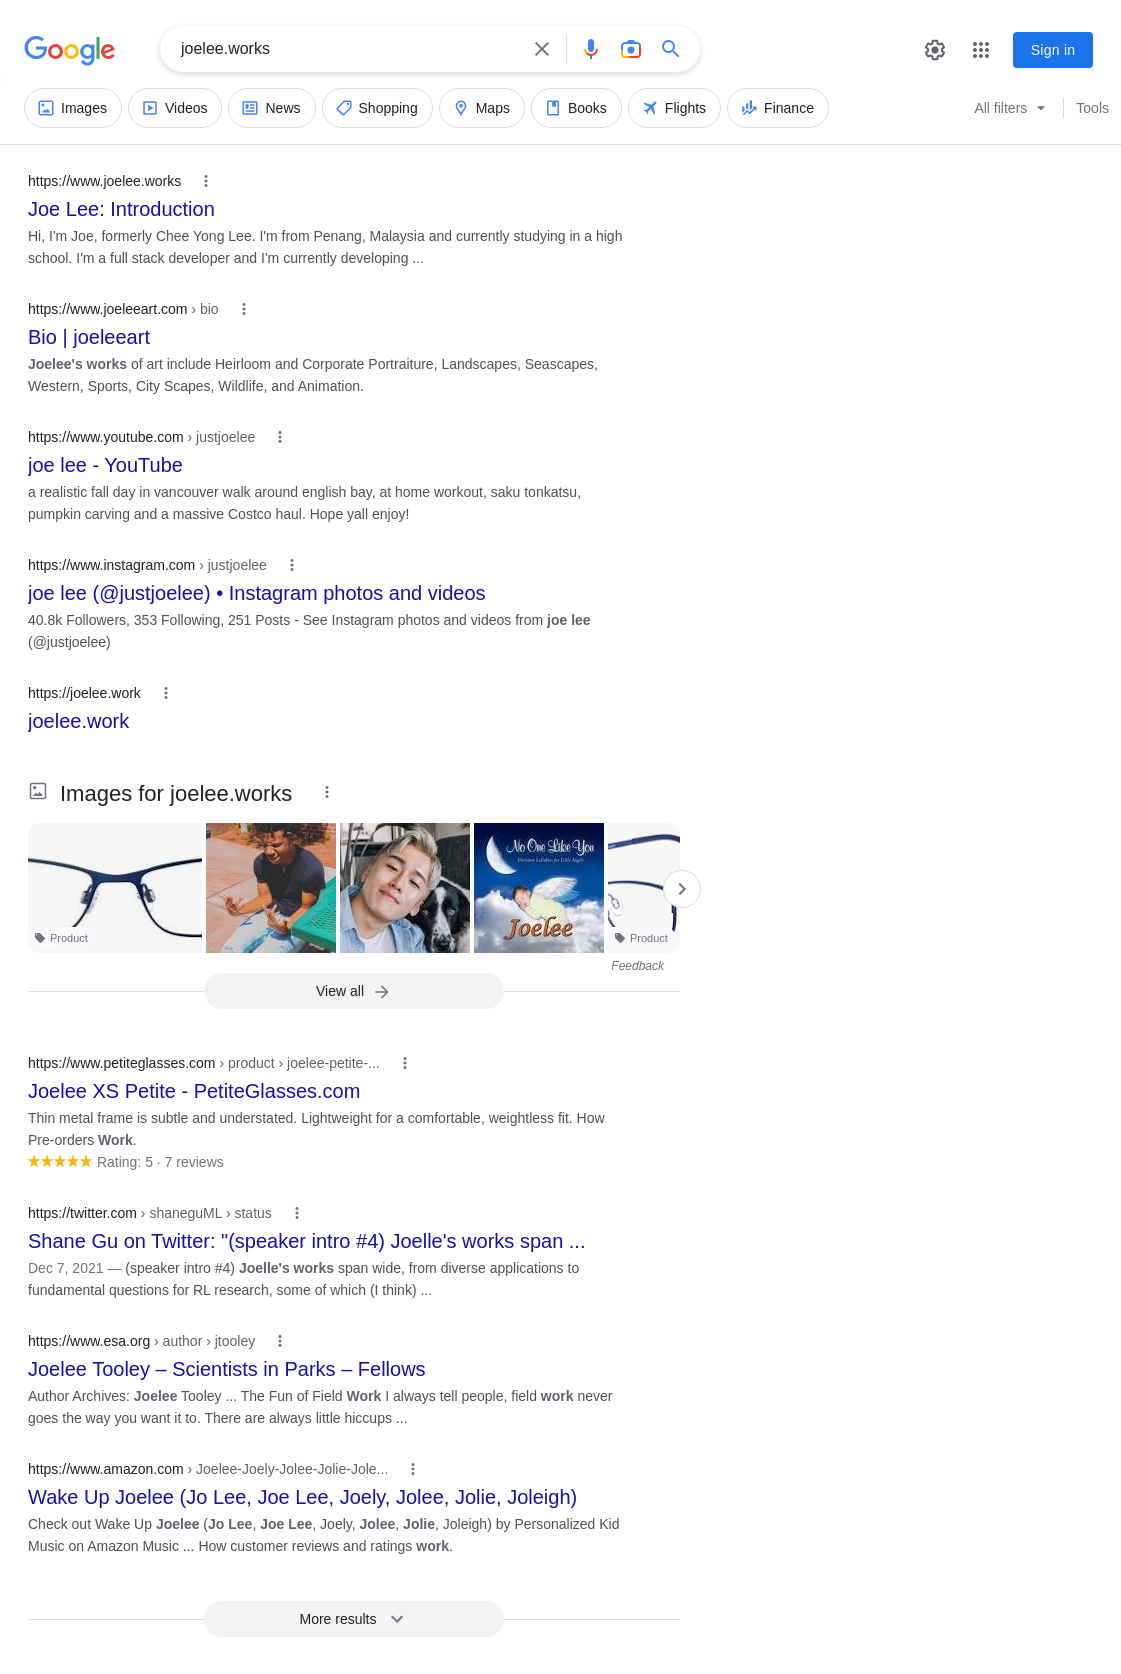 Google
joelee.works
Sign in
Images
Videos
News
Shopping
Maps
Books
Flights
Finance
All filters
Tools
https://www.joelee.works
Joe Lee: Introduction
Hi, I'm Joe, formerly Chee Yong Lee. I'm from Penang, Malaysia and currently studying in a high
school. I'm a full stack developer and I'm currently developing ...
https://www.joeleeart.com › bio
Bio | joeleeart
Joelee's works of art include Heirloom and Corporate Portraiture, Landscapes, Seascapes,
Western, Sports, City Scapes, Wildlife, and Animation.
https://www.youtube.com › justjoelee
joe lee - YouTube
a realistic fall day in vancouver walk around english bay, at home workout, saku tonkatsu,
pumpkin carving and a massive Costco haul. Hope yall enjoy!
https://www.instagram.com › justjoelee
joe lee (@justjoelee) • Instagram photos and videos
40.8k Followers, 353 Following, 251 Posts - See Instagram photos and videos from joe lee
(@justjoelee)
https://joelee.work
joelee.work
Images for joelee.works
No One Like You
Christian Lullabies for Little Angels
Joelee
Product
Product
Feedback
View all
https://www.petiteglasses.com › product › joelee-petite-...
Joelee XS Petite - PetiteGlasses.com
Thin metal frame is subtle and understated. Lightweight for a comfortable, weightless fit. How
Pre-orders Work.
Rating: 5 · 7 reviews
https://twitter.com › shaneguML › status
Shane Gu on Twitter: "(speaker intro #4) Joelle's works span ...
Dec 7, 2021 — (speaker intro #4) Joelle's works span wide, from diverse applications to
fundamental questions for RL research, some of which (I think) ...
https://www.esa.org › author › jtooley
Joelee Tooley – Scientists in Parks – Fellows
Author Archives: Joelee Tooley ... The Fun of Field Work I always tell people, field work never
goes the way you want it to. There are always little hiccups ...
https://www.amazon.com › Joelee-Joely-Jolee-Jolie-Jole...
Wake Up Joelee (Jo Lee, Joe Lee, Joely, Jolee, Jolie, Joleigh)
Check out Wake Up Joelee (Jo Lee, Joe Lee, Joely, Jolee, Jolie, Joleigh) by Personalized Kid
Music on Amazon Music ... How customer reviews and ratings work.
More results